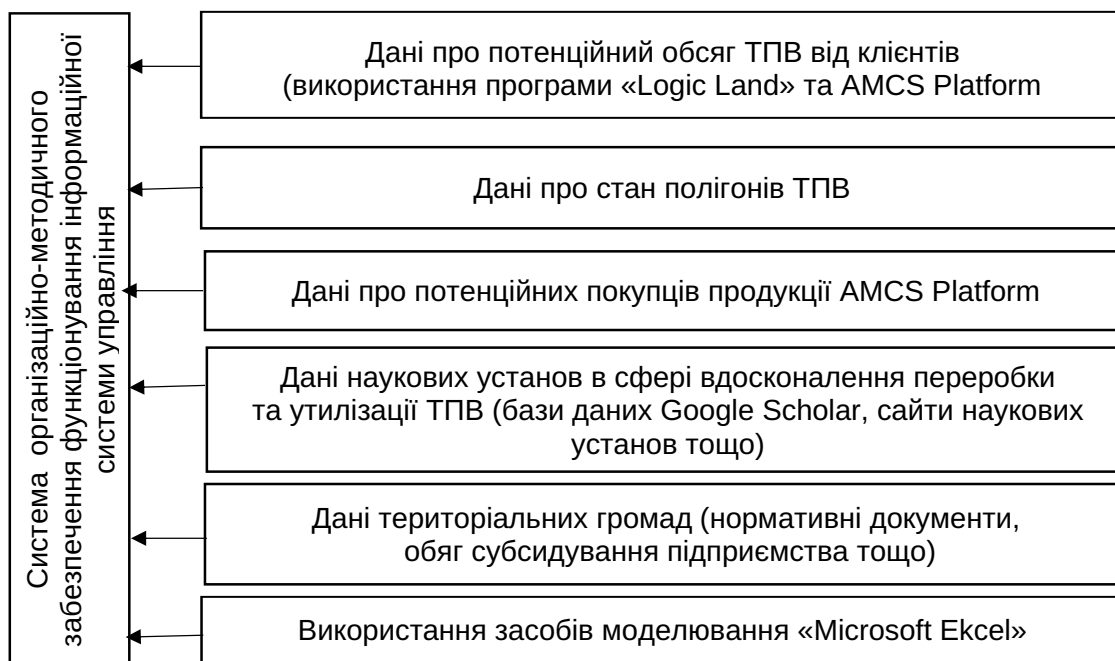 Система організаційно-методичного
забезпечення функціонування інформаційної
системи управління
Дані про потенційний обсяг ТПВ від клієнтів
(використання програми «Logic Land» та AMCS Platform
Дані про стан полігонів ТПВ
Дані про потенційних покупців продукції AMCS Platform
Дані наукових установ в сфері вдосконалення переробки
та утилізації ТПВ (бази даних Google Scholar, сайти наукових
установ тощо)
Дані територіальних громад (нормативні документи,
обяг субсидування підприємства тощо)
Використання засобів моделювання «Microsoft Ekcel»